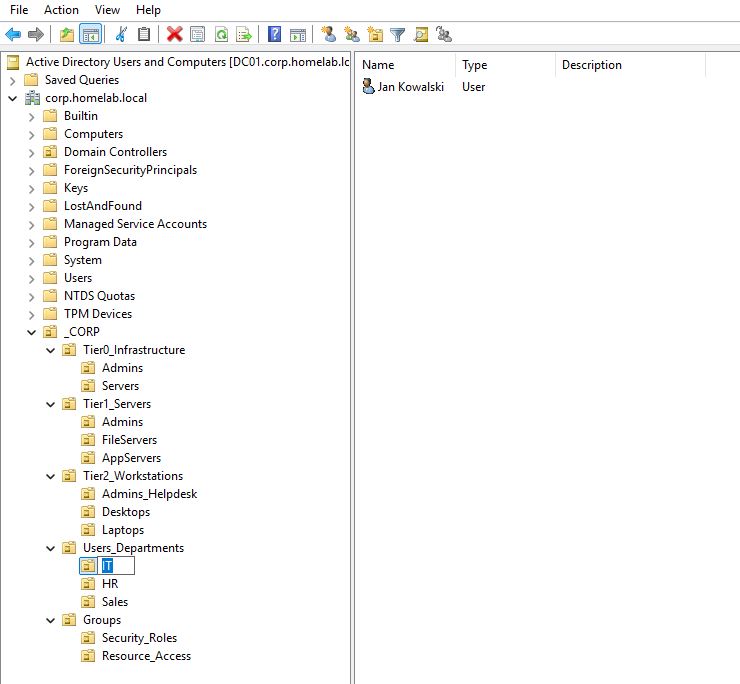 File Action View Help
Active Directory Users and Computers [DC01.corp.homelab.lc
Saved Queries
corp.homelab.local
Builtin
Computers
Domain Controllers
ForeignSecurityPrincipals
Keys
LostAndFound
Managed Service Accounts
Program Data
System
Users
NTDS Quotas
TPM Devices
_CORP
Tier0_Infrastructure
Admins
Servers
Tier1_Servers
Admins
FileServers
AppServers
Tier2_Workstations
Admins_Helpdesk
Desktops
Laptops
Users_Departments
IT
HR
Sales
Groups
Security_Roles
Resource_Access
Name Type Description
Jan Kowalski User